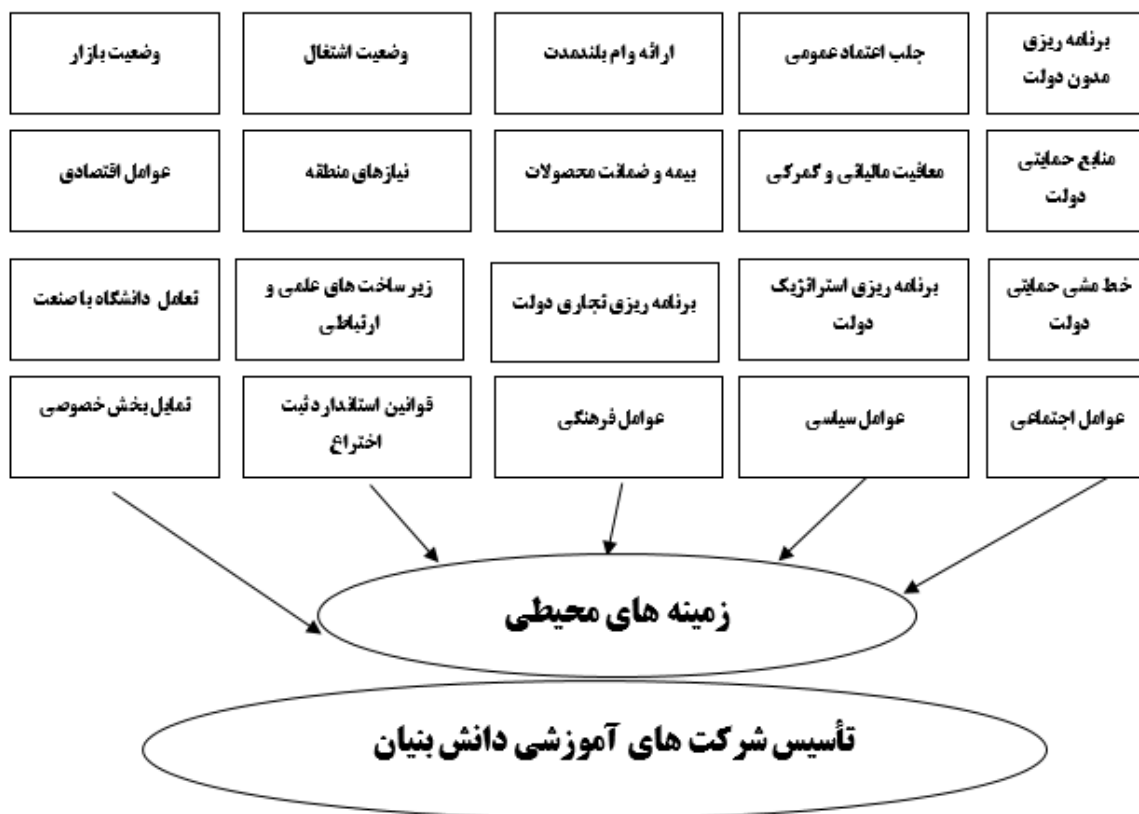 برنامه ریزی
مدون دولت
جلب اعتماد عمومی
ارائه وام بلندمدت
وضعیت اشتغال
وضعیت بازار
منابع حمایتی
دولت
معافیت مالیاتی و گمرکی
بیمه و ضمانت محصولات
نیازهای منطقه
عوامل اقتصادی
خط مشی حمایتی
دولت
برنامه ریزی استراتژیک
دولت
برنامه ریزی تجاری دولت
زیر ساخت های علمی و
ارتباطی
تعامل دانشگاه با صنعت
عوامل اجتماعی
عوامل سیاسی
عوامل فرهنگی
قوانین استاندارد ثبت
اختراع
تمایل بخش خصوصی
زمینه های محیطی
تأسیس شرکت های آموزشی دانش بنیان